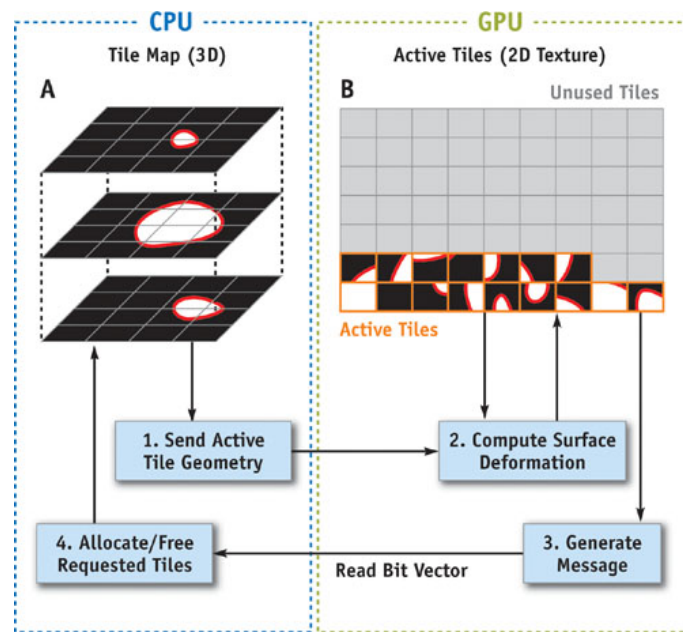 CPU
GPU
Tile Map (3D)
Active Tiles (2D Texture)
A
B
Unused Tiles
Active Tiles
1. Send Active
Tile Geometry
2. Compute Surface
Deformation
4. Allocate/Free
Requested Tiles
Read Bit Vector
3. Generate
Message